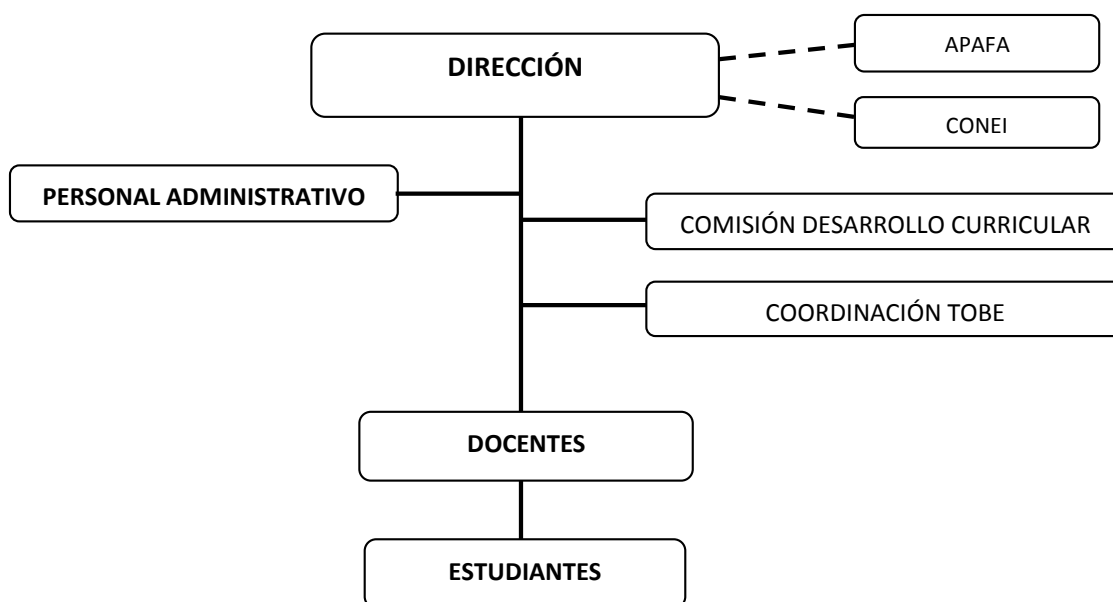 DIRECCIÓN
APAFA
CONEI
PERSONAL ADMINISTRATIVO
COMISIÓN DESARROLLO CURRICULAR
COORDINACIÓN TOBE
DOCENTES
ESTUDIANTES